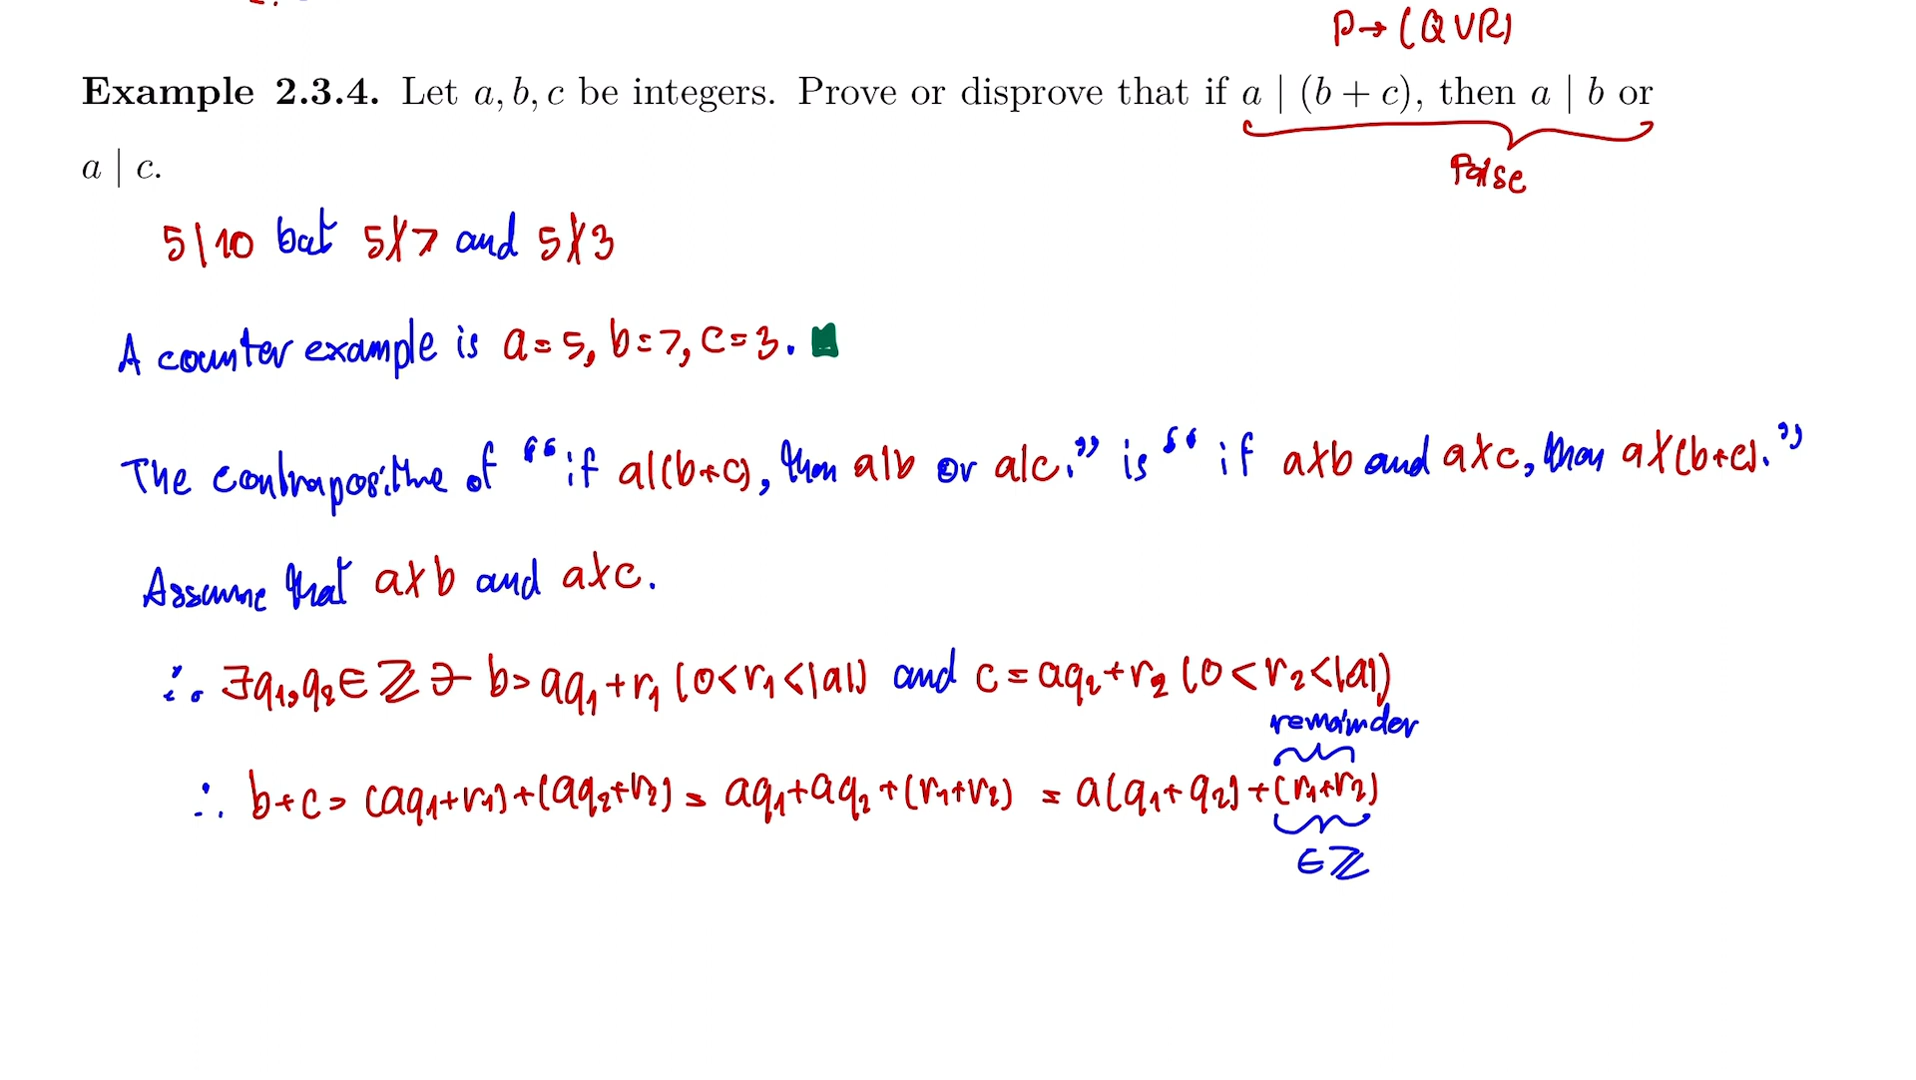 P→(Q∨R)
Example 2.3.4. Let a, b, c be integers. Prove or disprove that if a | (b + c), then a | b or
a | c.
False
5|10 but 5∤7 and 5∤3
A counter example is a=5, b=7, c=3.
The contrapositive of “if a|(b+c), then a|b or a|c.” is “if a∤b and a∤c, then a∤(b+c).”
Assume that a∤b and a∤c.
∴ ∃q₁,q₂∈ℤ ∋ b=aq₁+r₁ (0<r₁<|a|) and c=aq₂+r₂ (0<r₂<|a|)
remainder
∴ b+c=(aq₁+r₁)+(aq₂+r₂)=aq₁+aq₂+(r₁+r₂)=a(q₁+q₂)+(r₁+r₂)
∈ℤ